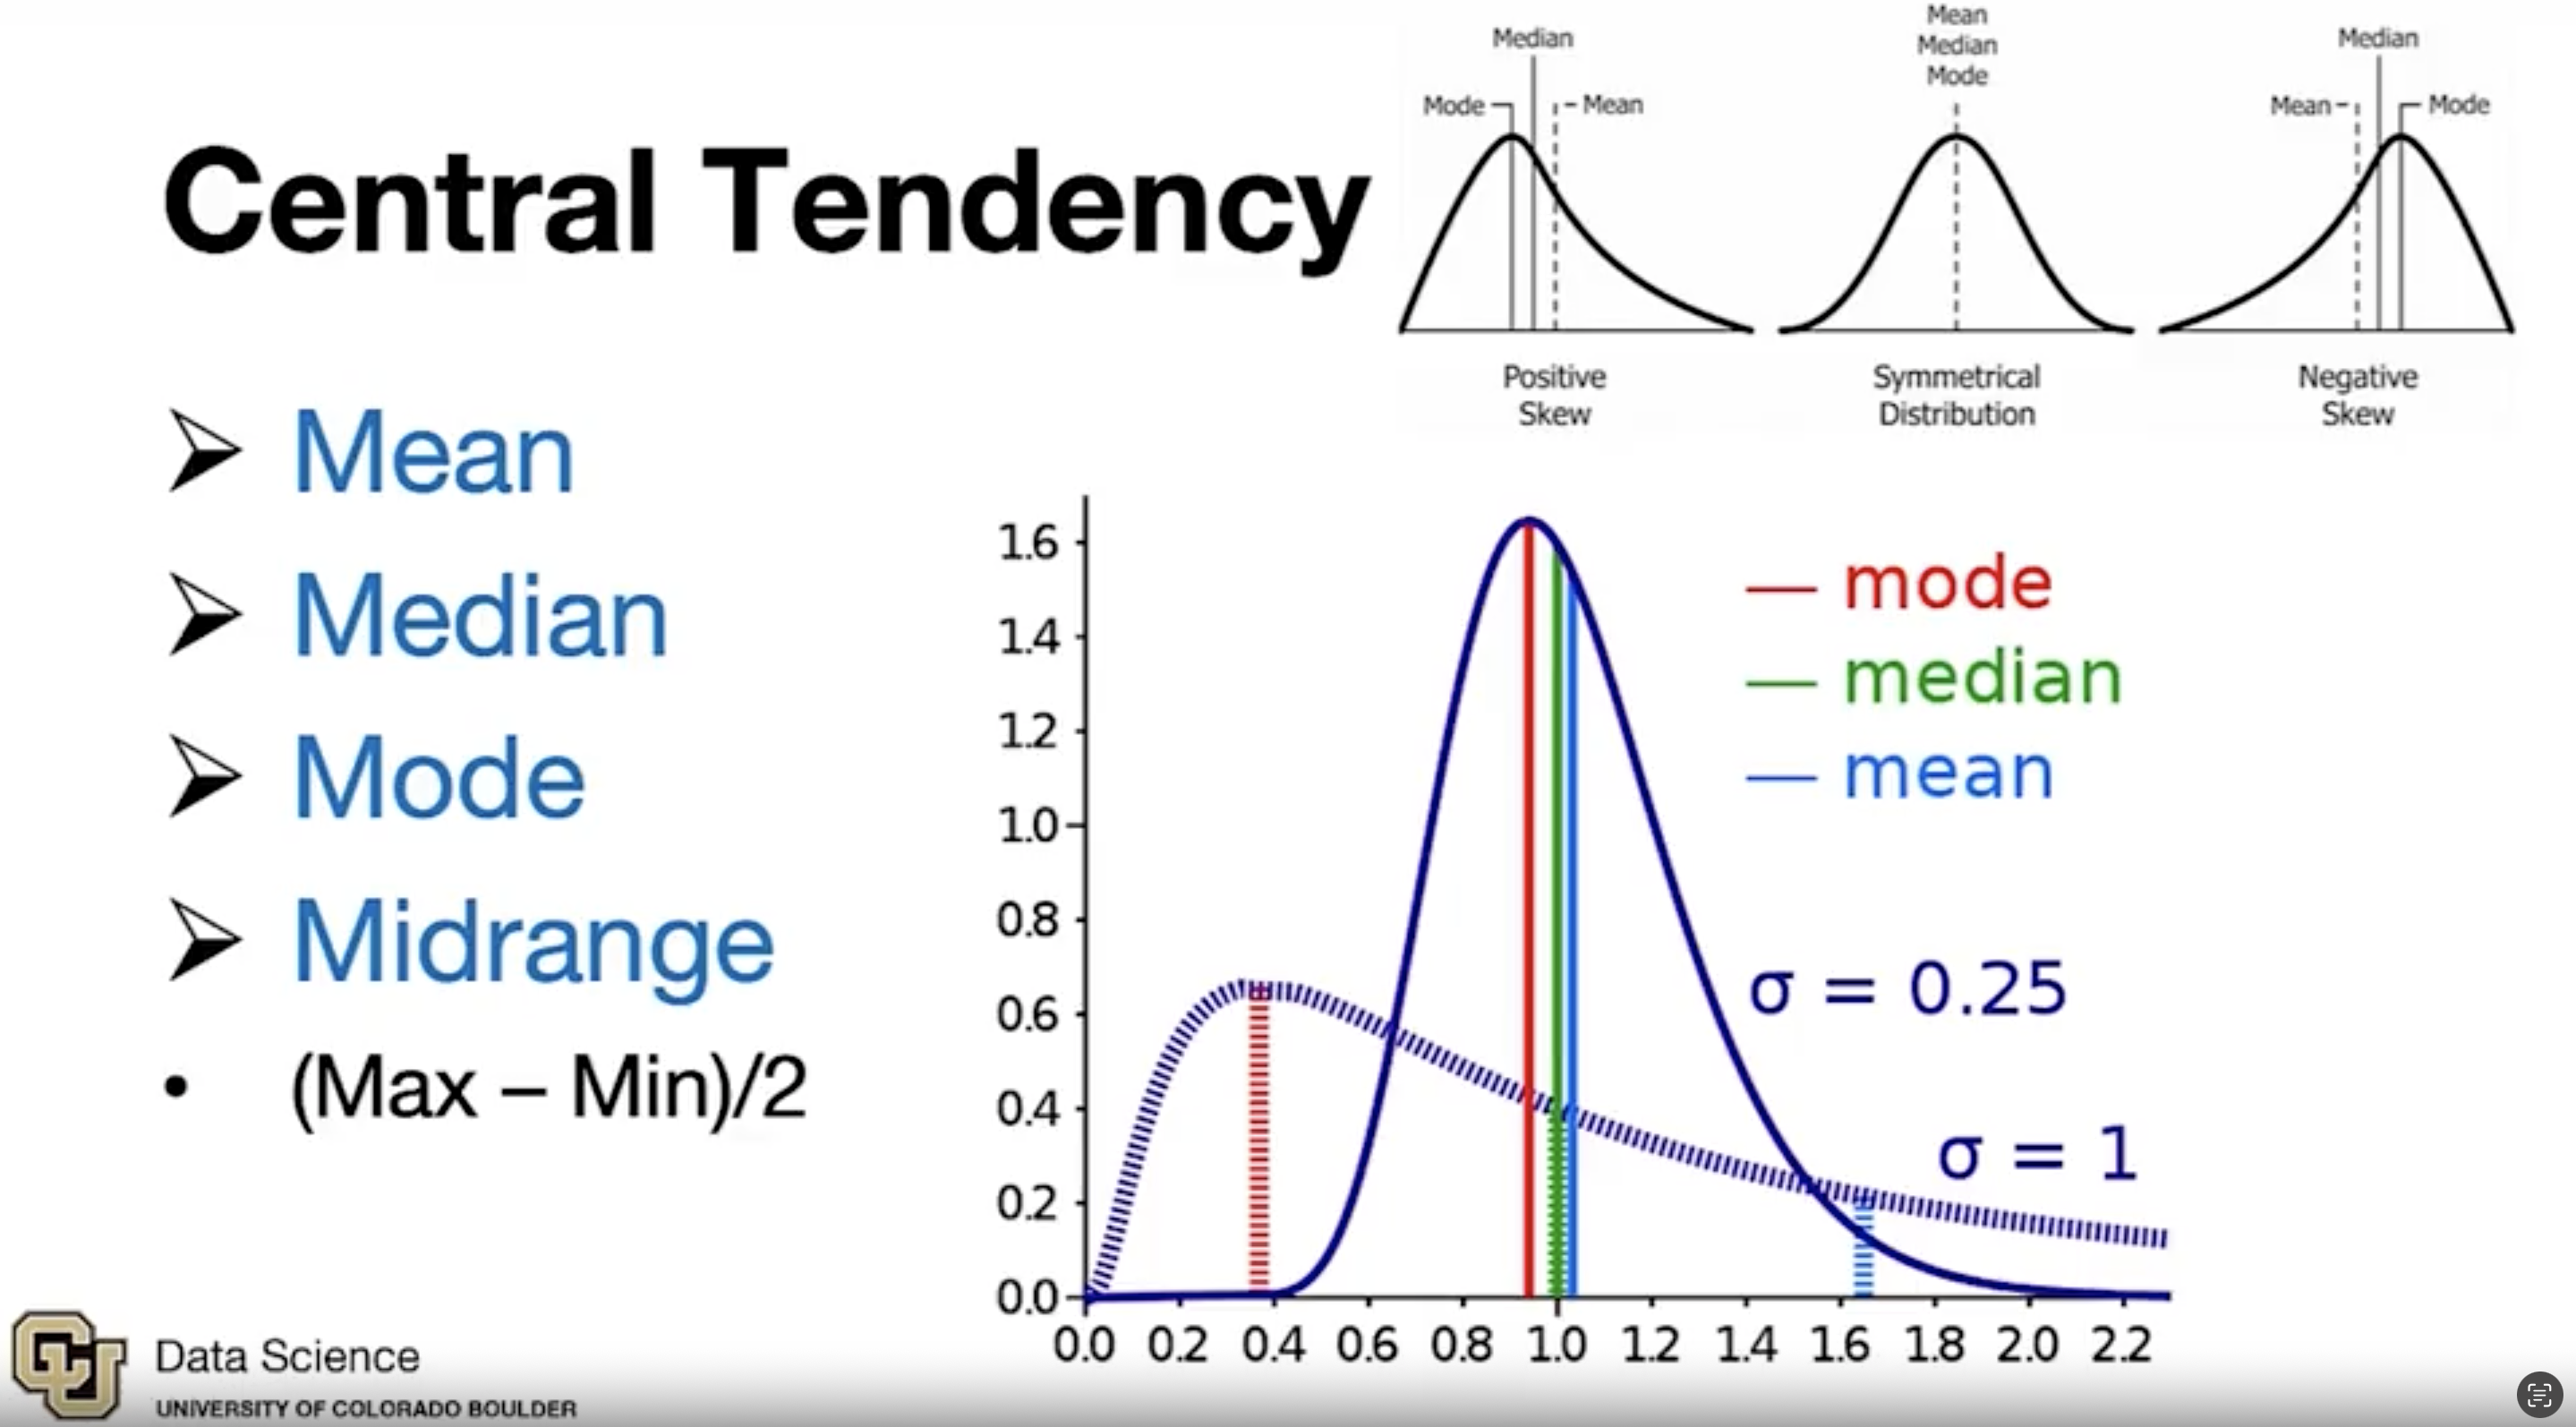 Central Tendency
Mean
Median
Mode
Midrange
(Max – Min)/2
Median
Mode
Mean
Positive
Skew
Mean
Median
Mode
Symmetrical
Distribution
Median
Mean
Mode
Negative
Skew
1.6
1.4
1.2
1.0
0.8
0.6
0.4
0.2
0.0
mode
median
mean
σ = 0.25
σ = 1
0.0 0.2 0.4 0.6 0.8 1.0 1.2 1.4 1.6 1.8 2.0 2.2
CU
Data Science
UNIVERSITY OF COLORADO BOULDER